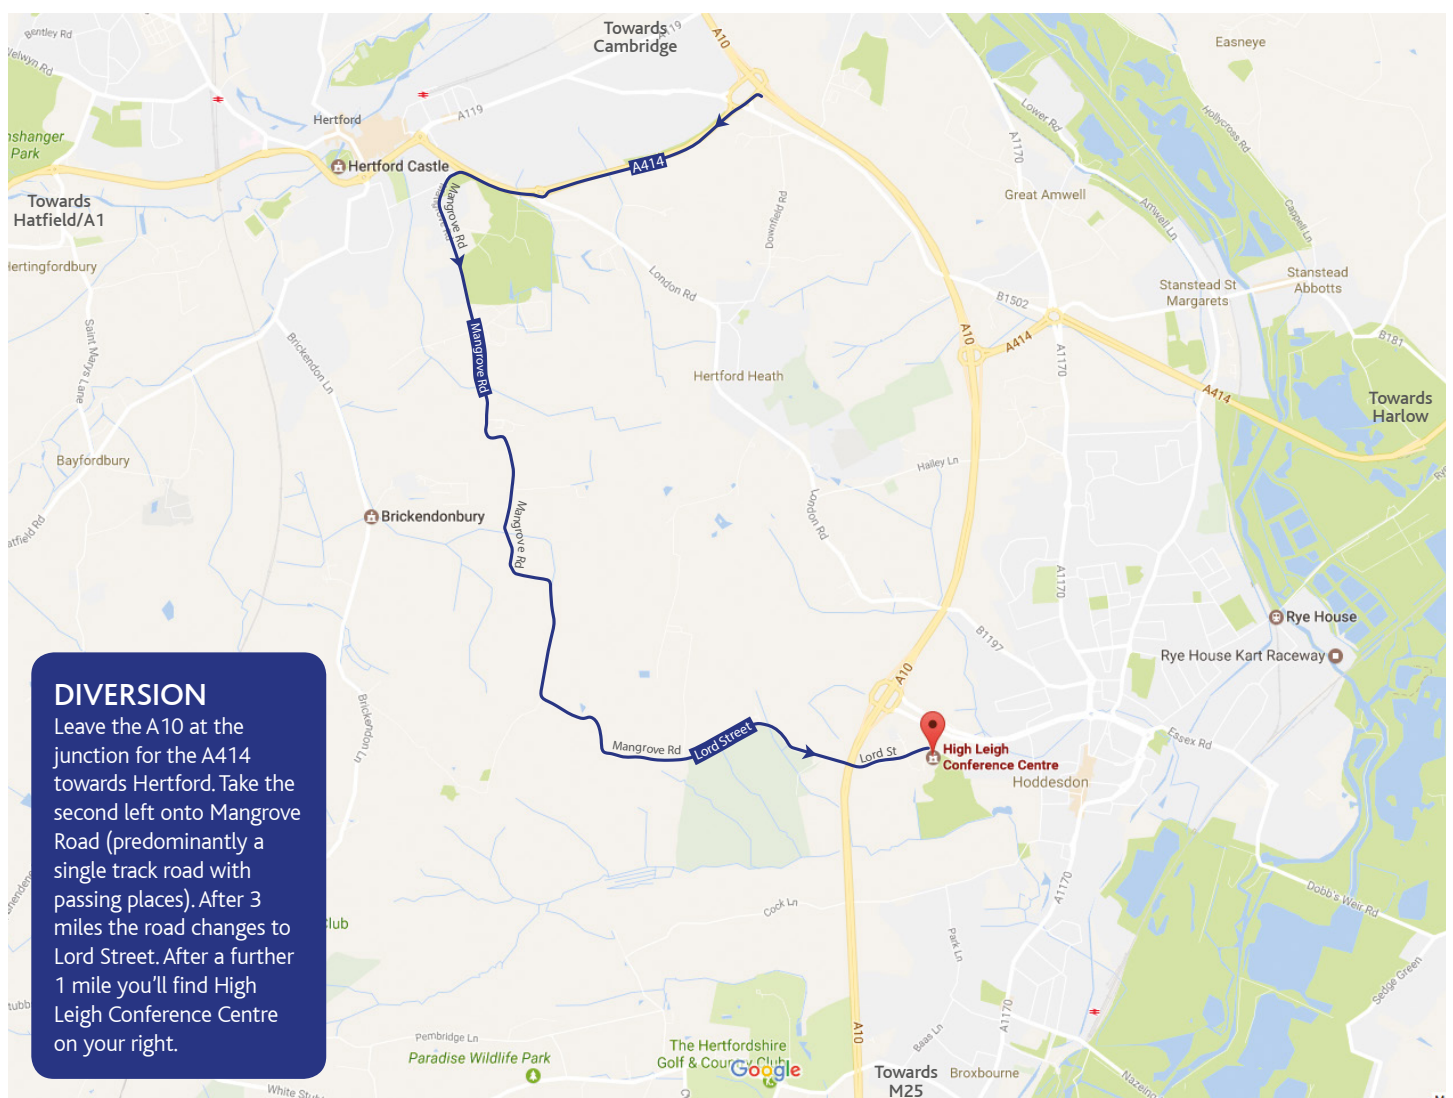 Towards
Cambridge
A119
A10
Easneye
Bentley Rd
Welwyn Rd
Hertford
A119
Lower Rd
Hollycross Rd
A1170
Park
Hertford Castle
A414
Towards
Hatfield/A1
Mangrove Rd
Downfield Rd
Great Amwell
Amwell Ln
Cappell Ln
London Rd
Stanstead St
Margarets
Stanstead
Abbotts
B1502
B181
Saint Marys Lane
Brickendon Ln
Mangrove Rd
Hertford Heath
A10
A414
A1170
A414
Towards
Harlow
Bayfordbury
Hailey Ln
Brickendonbury
Mangrove Rd
London Rd
A1170
Rye House
B1197
Rye House Kart Raceway
A10
DIVERSION
Leave the A10 at the
junction for the A414
towards Hertford. Take the
second left onto Mangrove
Road (predominantly a
single track road with
passing places). After 3
miles the road changes to
Lord Street. After a further
1 mile you'll find High
Leigh Conference Centre
on your right.
Brickendon Ln
Mangrove Rd
Lord Street
Lord St
High Leigh
Conference Centre
Hoddesdon
Essex Rd
A1170
Dobb's Weir Rd
Cock Ln
Park Ln
Sedge Green
A1170
Pembridge Ln
Paradise Wildlife Park
The Hertfordshire
Golf & Country Club
Google
A10
Baas Ln
Towards
M25
Broxbourne